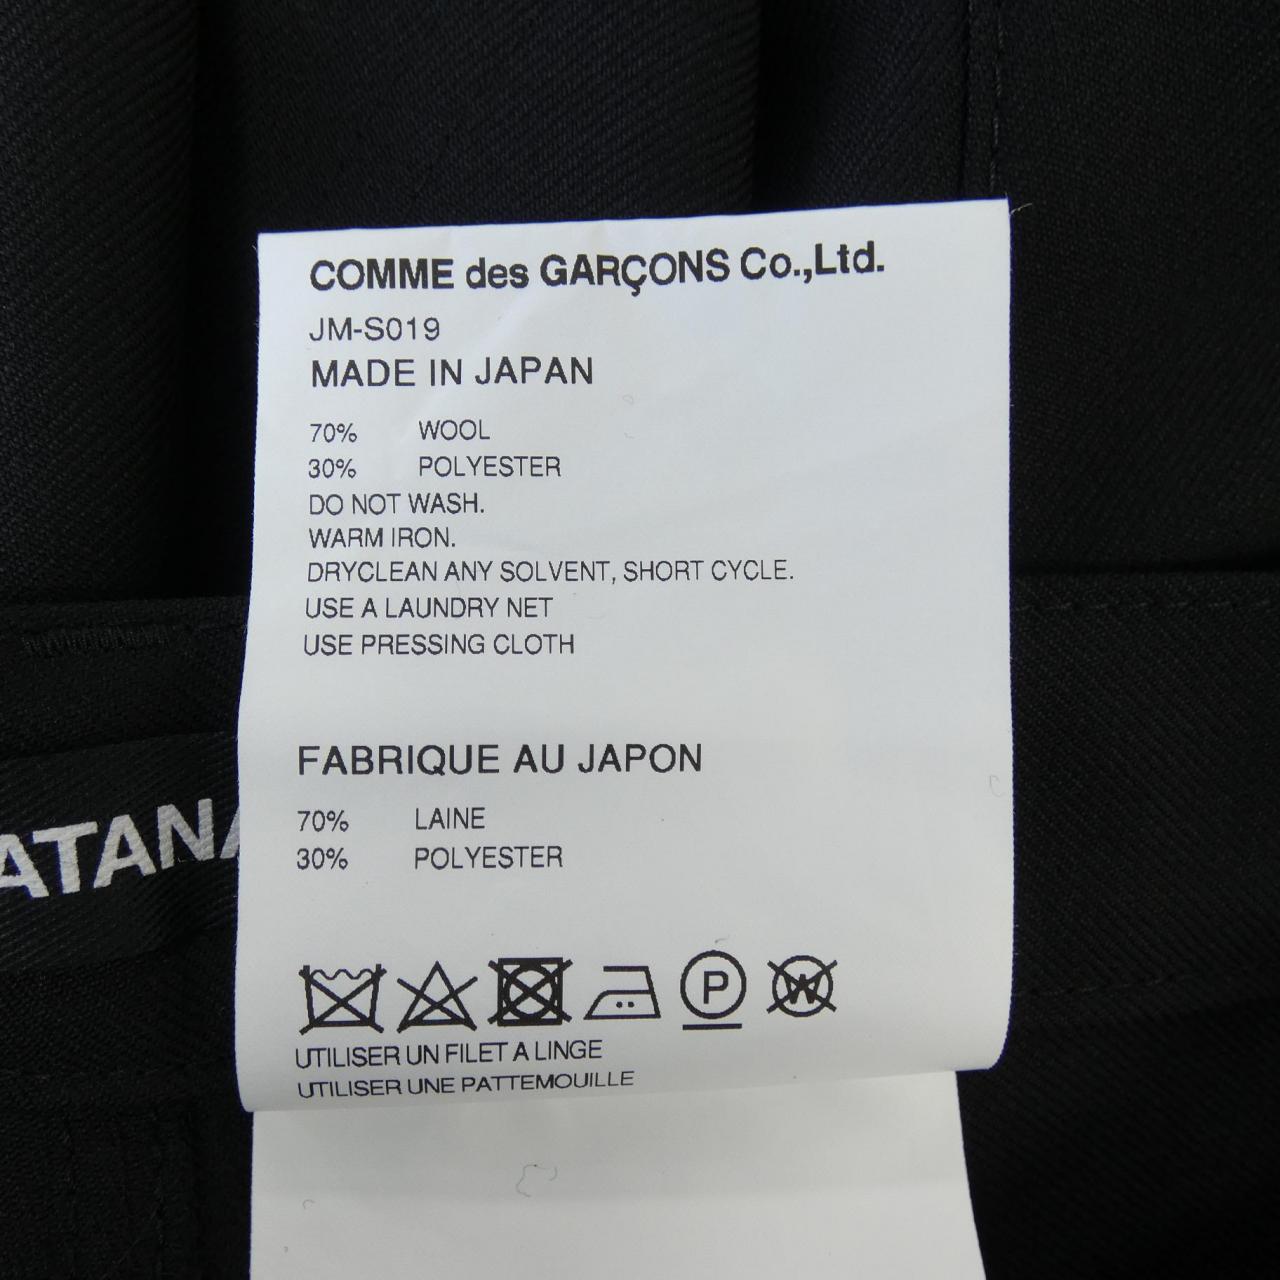 COMME des GARÇONS Co.,Ltd.
JM-S019
MADE IN JAPAN
70% WOOL
30% POLYESTER
DO NOT WASH.
WARM IRON.
DRYCLEAN ANY SOLVENT, SHORT CYCLE.
USE A LAUNDRY NET
USE PRESSING CLOTH
FABRIQUE AU JAPON
70% LAINE
30% POLYESTER
ATANA
P
W
UTILISER UN FILET A LINGE
UTILISER UNE PATTEMOUILLE